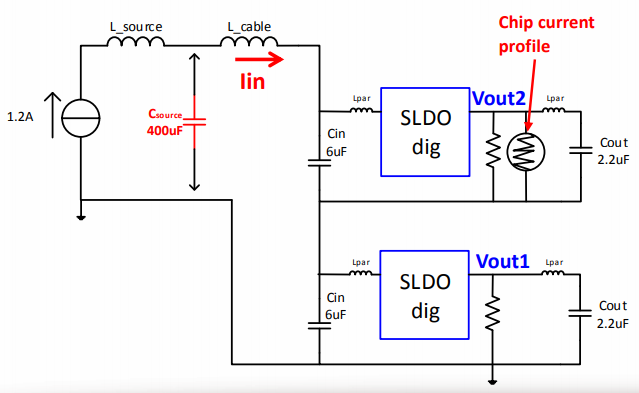 L_source
L_cable
Chip current
profile
Iin
1.2A
Csource
400uF
Lpar
Vout2
Lpar
SLDO
dig
Cin
6uF
Cout
2.2uF
Lpar
Vout1
Lpar
SLDO
dig
Cin
6uF
Cout
2.2uF